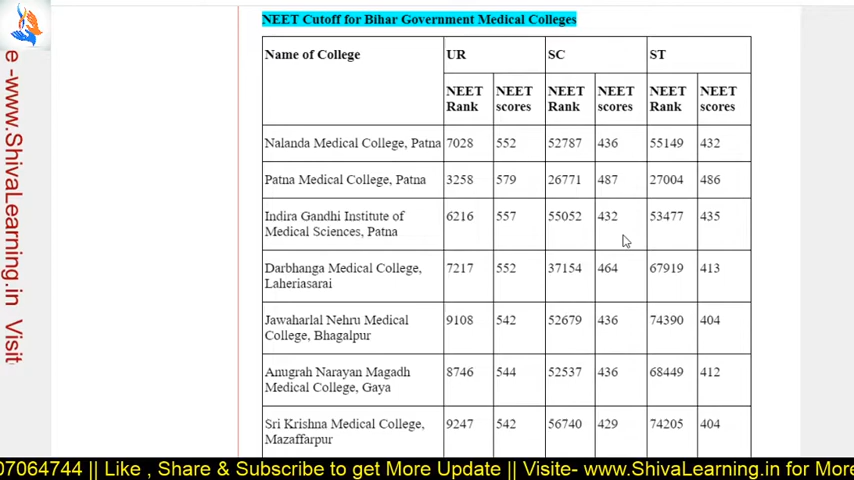 NEET Cutoff for Bihar Government Medical Colleges
Name of College UR SC ST
NEET Rank NEET scores NEET Rank NEET scores NEET Rank NEET scores
Nalanda Medical College, Patna 7028 552 52787 436 55149 432
Patna Medical College, Patna 3258 579 26771 487 27004 486
Indira Gandhi Institute of Medical Sciences, Patna 6216 557 55052 432 53477 435
Darbhanga Medical College, Laheriasarai 7217 552 37154 464 67919 413
Jawaharlal Nehru Medical College, Bhagalpur 9108 542 52679 436 74390 404
Anugrah Narayan Magadh Medical College, Gaya 8746 544 52537 436 68449 412
Sri Krishna Medical College, Mazaffarpur 9247 542 56740 429 74205 404
e -www.ShivaLearning.in Visit
07064744 || Like , Share & Subscribe to get More Update || Visite- www.ShivaLearning.in for More